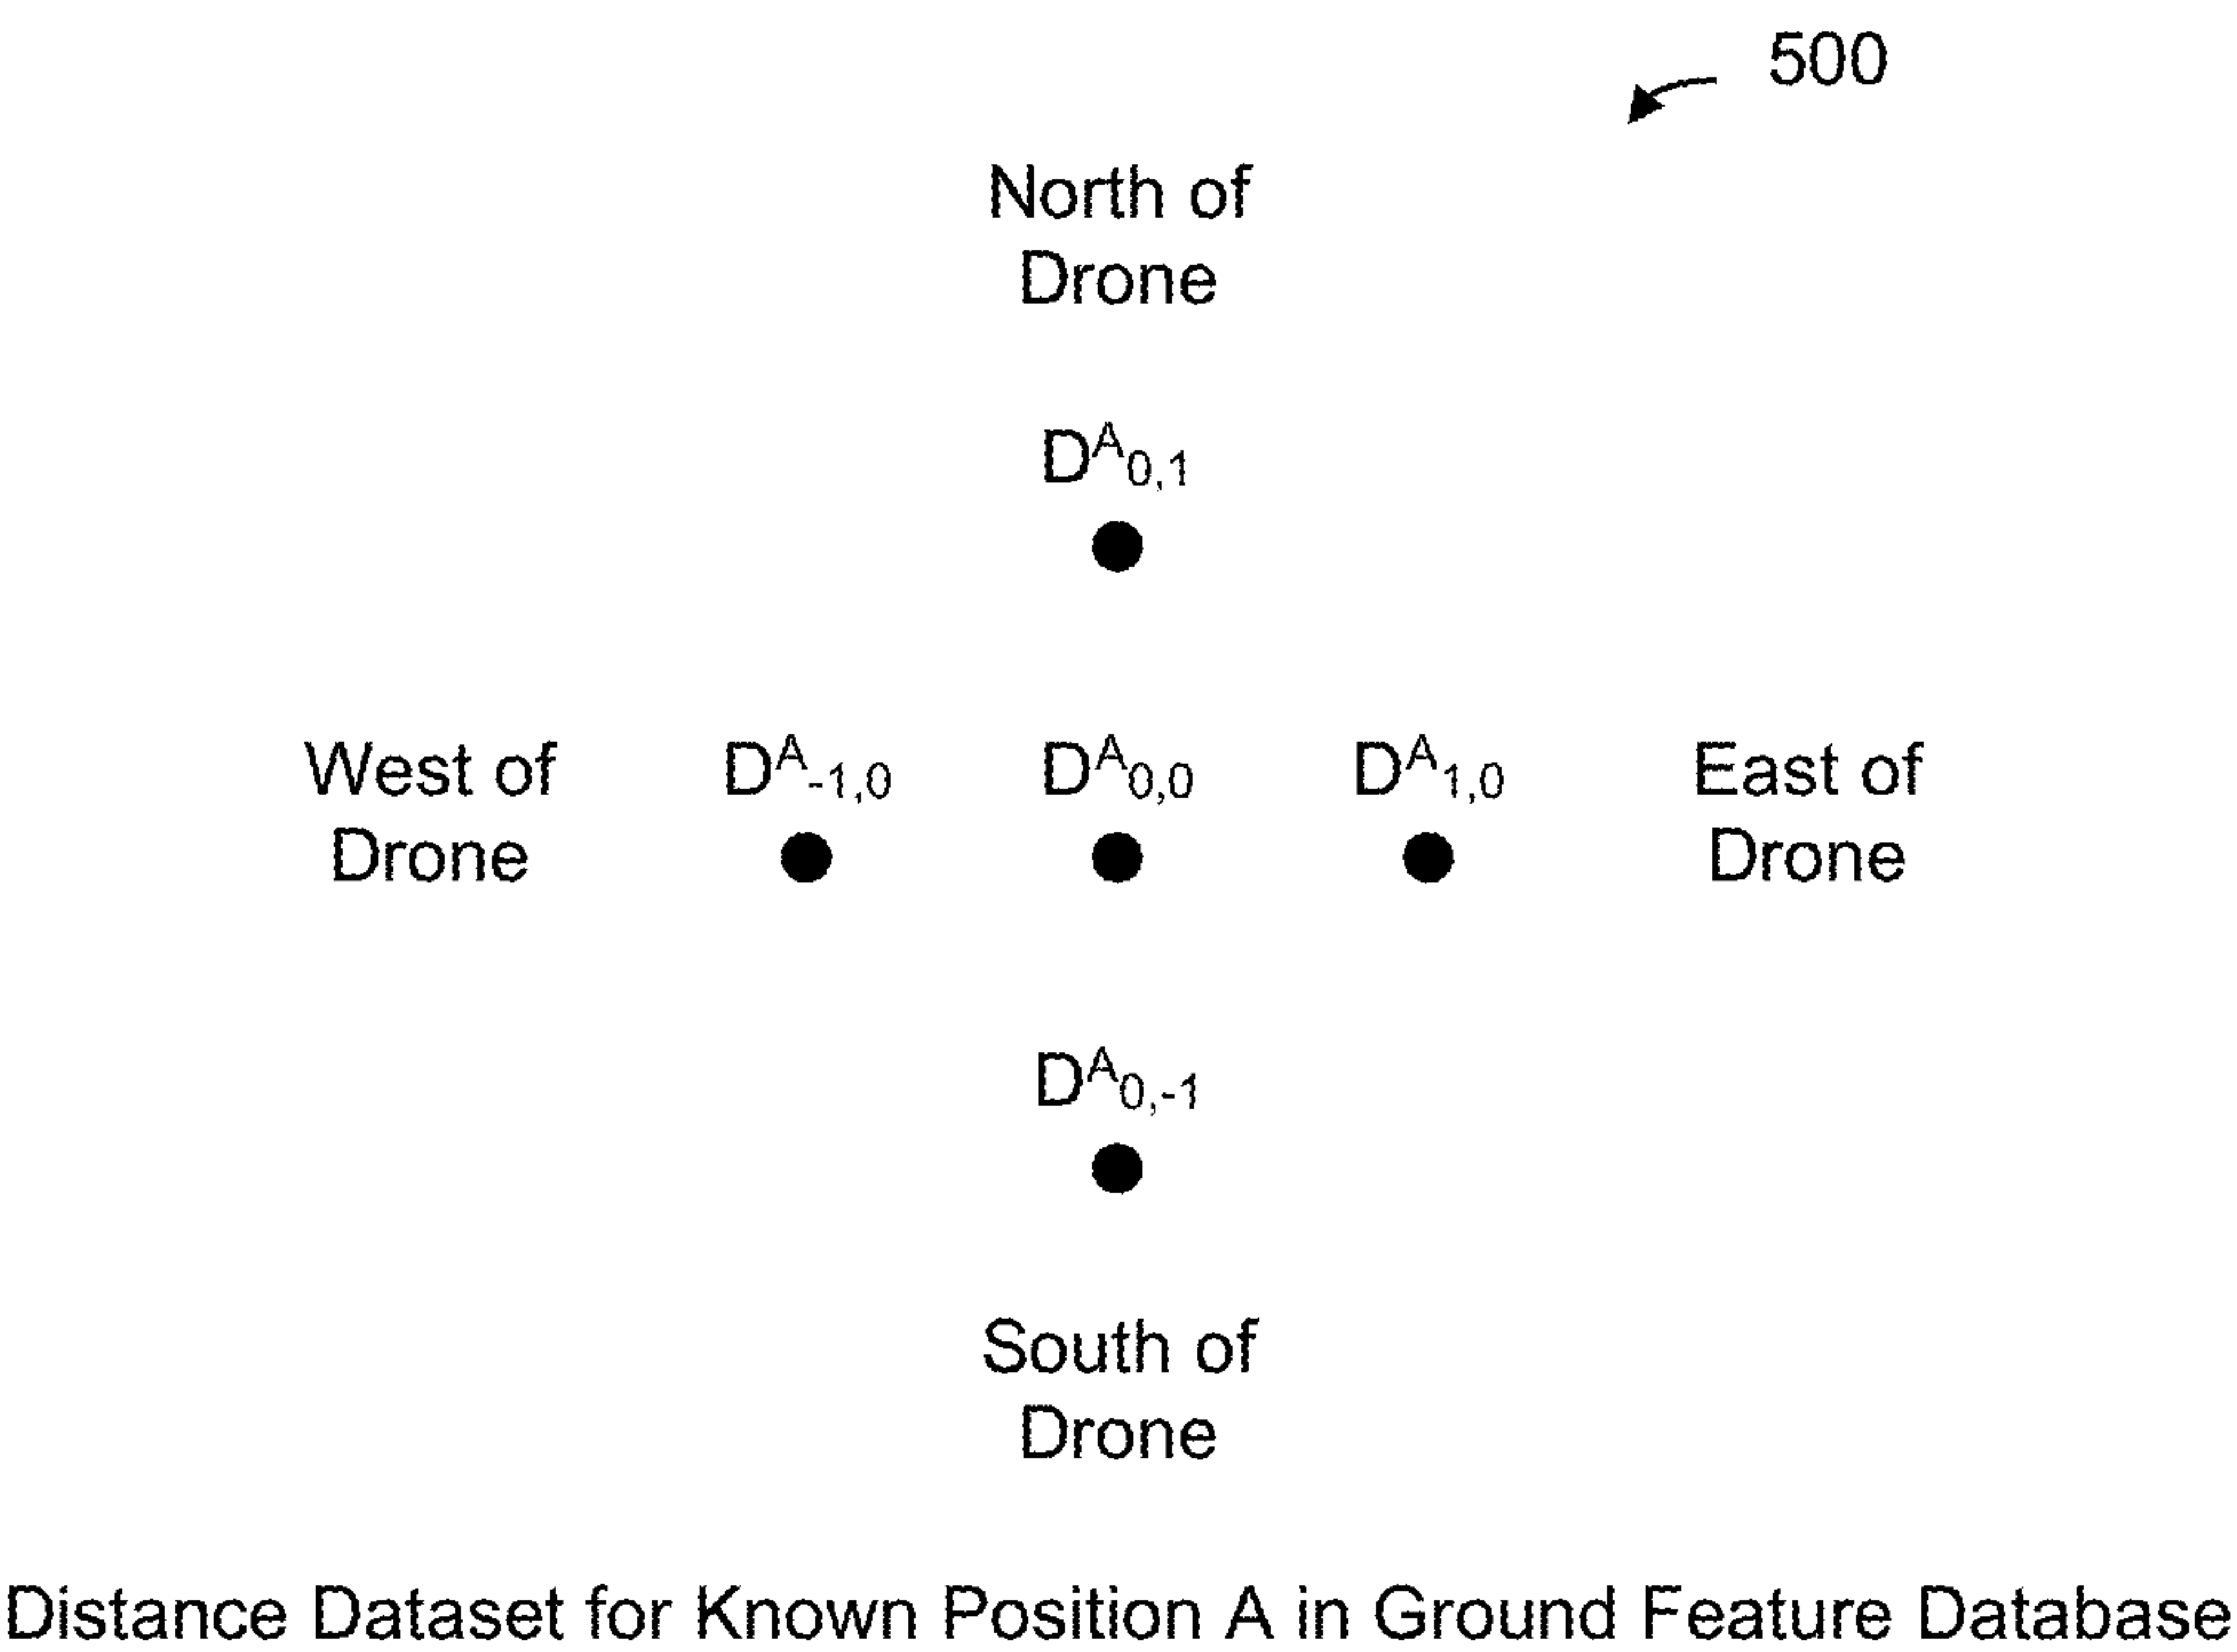 500
North of
Drone
Dᴬ₀,₁
West of
Drone
Dᴬ₋₁,₀
Dᴬ₀,₀
Dᴬ₁,₀
East of
Drone
Dᴬ₀,₋₁
South of
Drone
Distance Dataset for Known Position A in Ground Feature Database